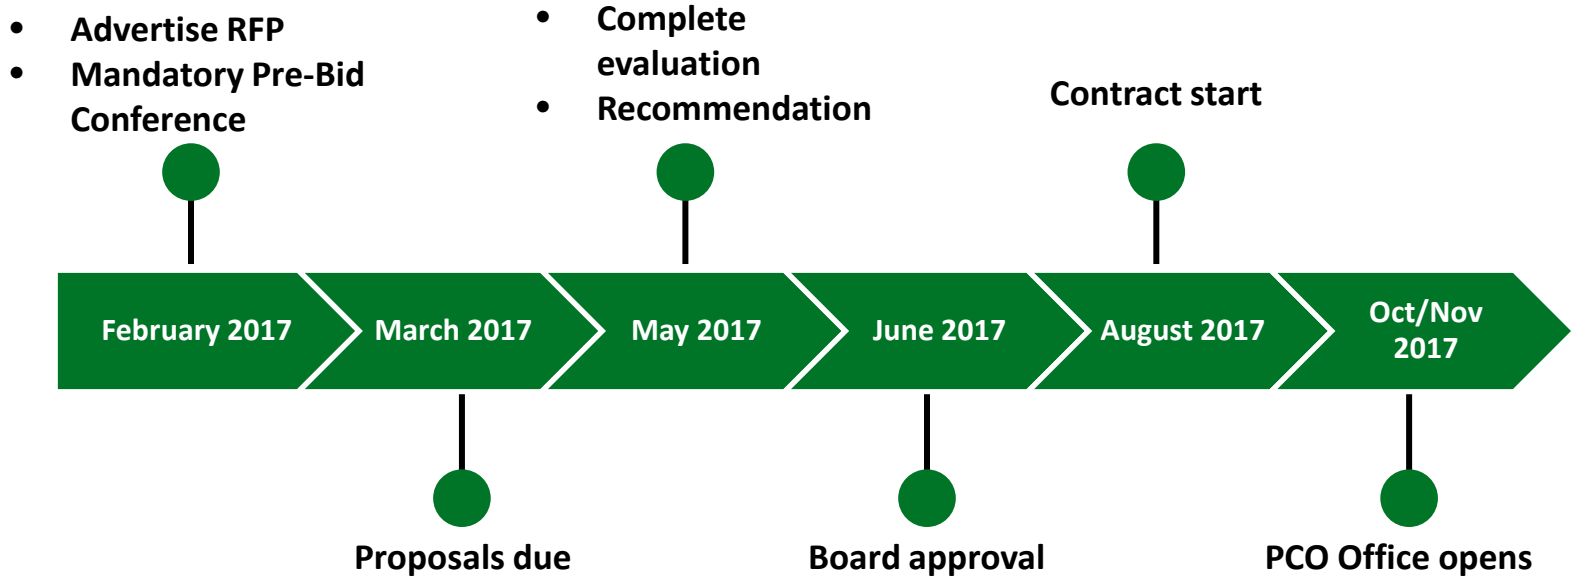 • Advertise RFP
• Mandatory Pre-Bid
Conference
• Complete
evaluation
• Recommendation
Contract start
February 2017
March 2017
May 2017
June 2017
August 2017
Oct/Nov
2017
Proposals due
Board approval
PCO Office opens